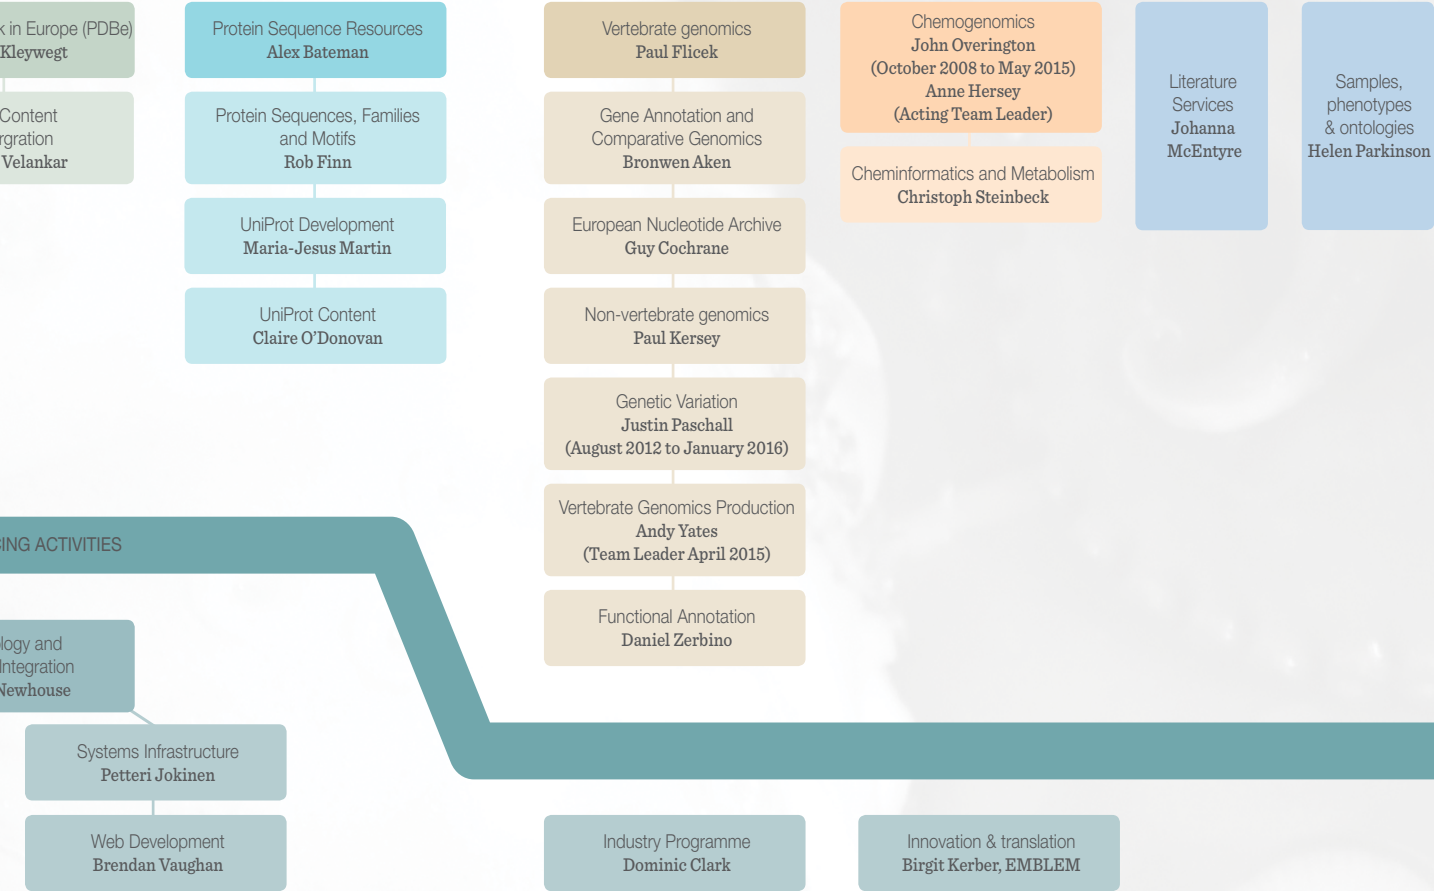 k in Europe (PDBe)
Kleywegt
Content
rgration
Velankar
Protein Sequence Resources
Alex Bateman
Protein Sequences, Families
and Motifs
Rob Finn
UniProt Development
Maria-Jesus Martin
UniProt Content
Claire O’Donovan
Vertebrate genomics
Paul Flicek
Gene Annotation and
Comparative Genomics
Bronwen Aken
European Nucleotide Archive
Guy Cochrane
Non-vertebrate genomics
Paul Kersey
Genetic Variation
Justin Paschall
(August 2012 to January 2016)
Vertebrate Genomics Production
Andy Yates
(Team Leader April 2015)
Functional Annotation
Daniel Zerbino
Chemogenomics
John Overington
(October 2008 to May 2015)
Anne Hersey
(Acting Team Leader)
Cheminformatics and Metabolism
Christoph Steinbeck
Literature
Services
Johanna
McEntyre
Samples,
phenotypes
& ontologies
Helen Parkinson
ING ACTIVITIES
logy and
Integration
Newhouse
Systems Infrastructure
Petteri Jokinen
Web Development
Brendan Vaughan
Industry Programme
Dominic Clark
Innovation & translation
Birgit Kerber, EMBLEM